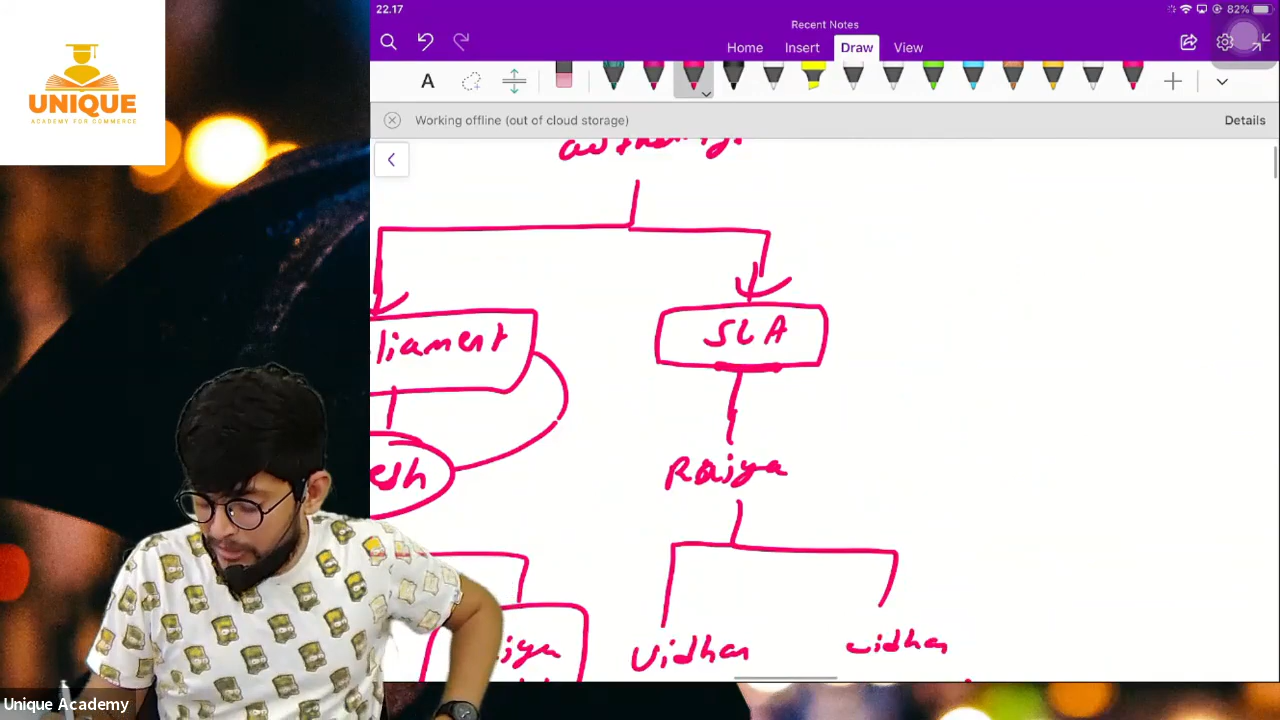 22.17
82%
Recent Notes
Home Insert Draw View
UNIQUE
ACADEMY FOR COMMERCE
A
Working offline (out of cloud storage)
Details
SLA
liament
Rajya
esh
Vidhan vidhan
Unique Academy